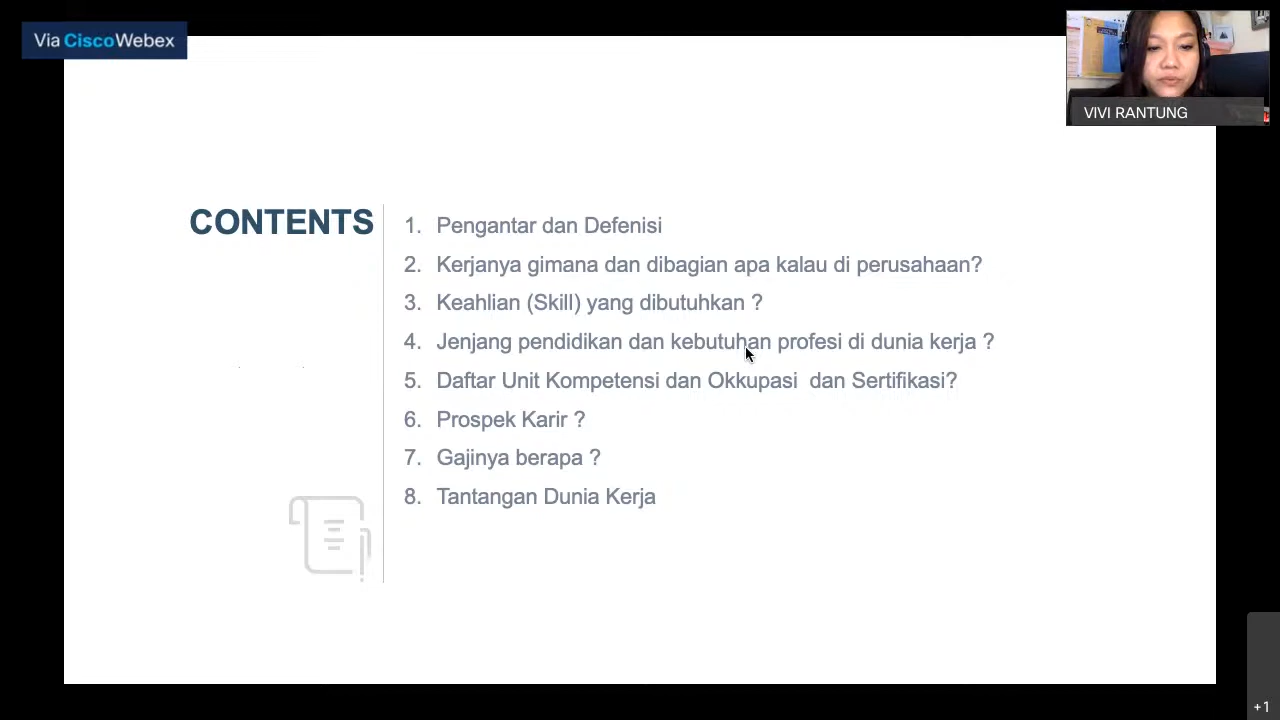 Via Cisco Webex
VIVI RANTUNG
CONTENTS
1. Pengantar dan Defenisi
2. Kerjanya gimana dan dibagian apa kalau di perusahaan?
3. Keahlian (Skill) yang dibutuhkan ?
4. Jenjang pendidikan dan kebutuhan profesi di dunia kerja ?
5. Daftar Unit Kompetensi dan Okkupasi  dan Sertifikasi?
6. Prospek Karir ?
7. Gajinya berapa ?
8. Tantangan Dunia Kerja
+1